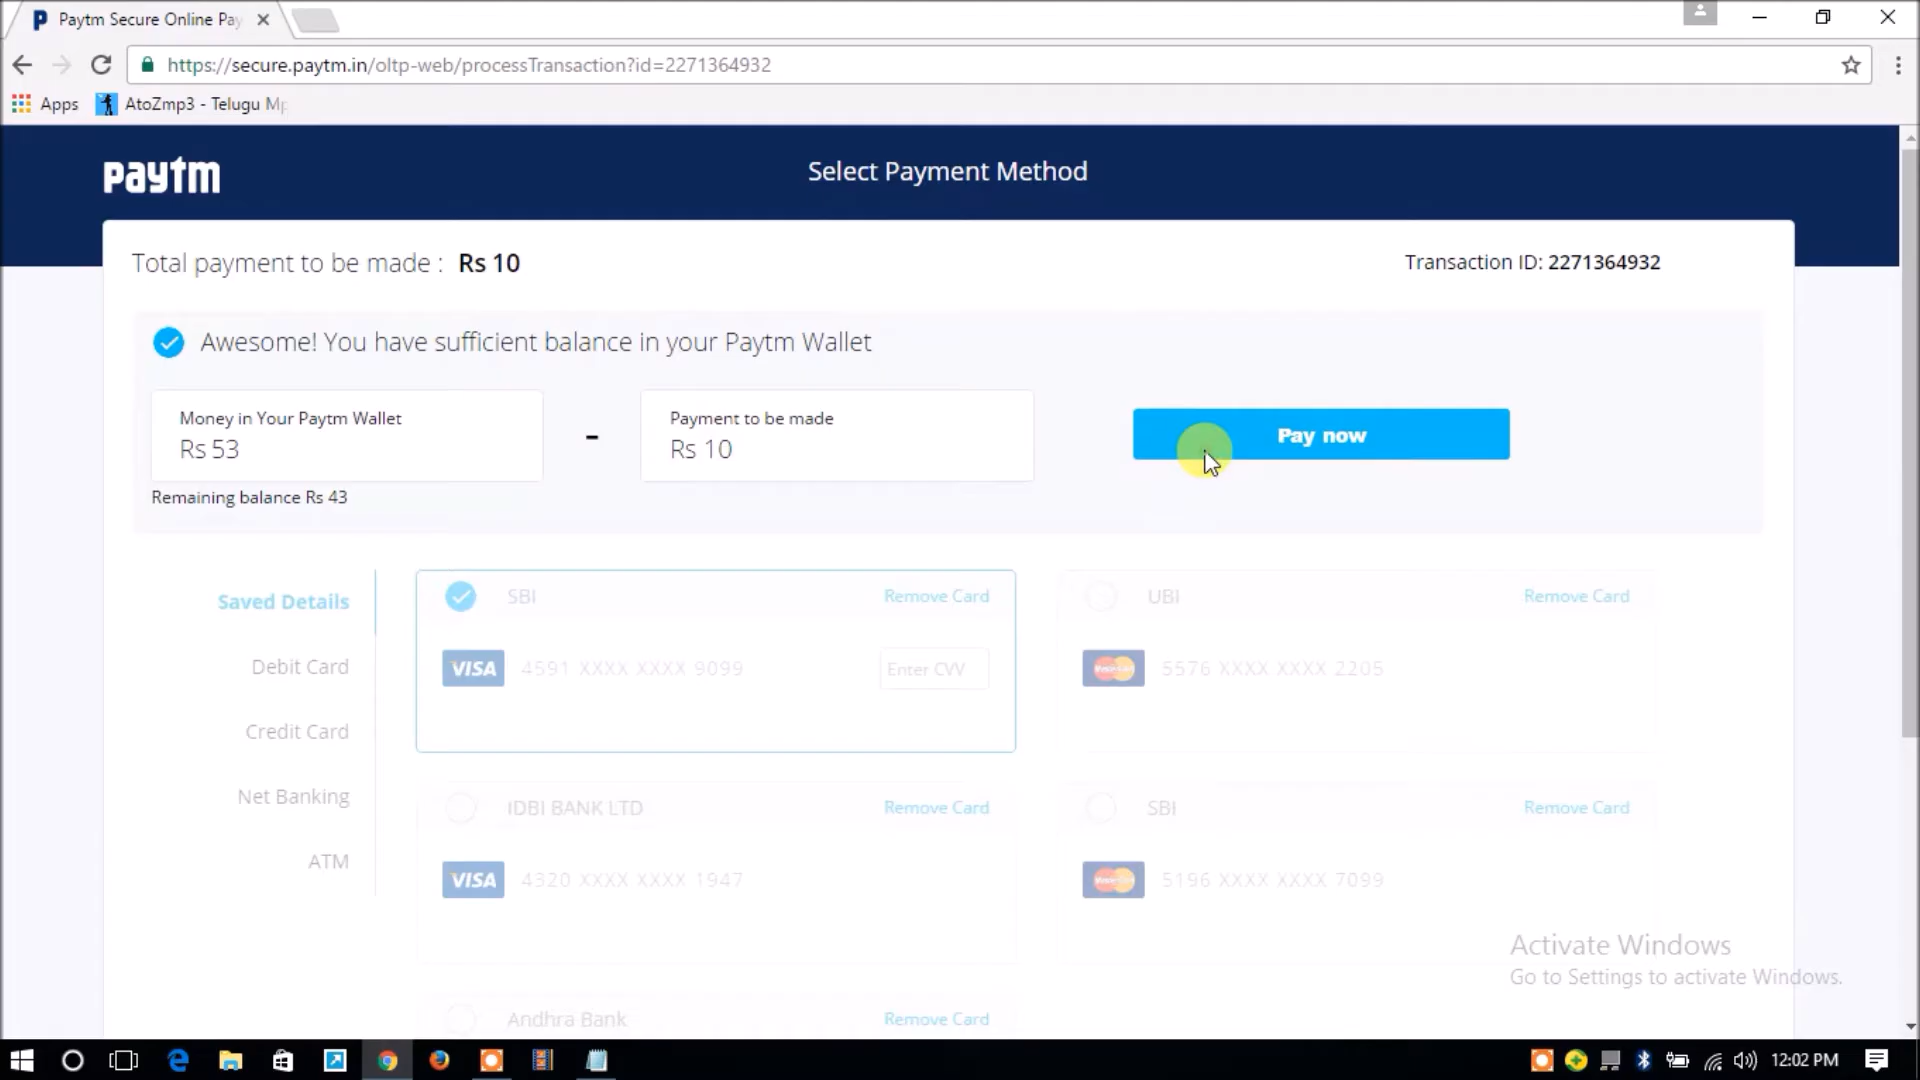 Paytm Secure Online Pay
https://secure.paytm.in/oltp-web/processTransaction?id=2271364932
Apps
AtoZmp3 - Telugu Mp
paytm
Select Payment Method
Total payment to be made : Rs 10
Transaction ID: 2271364932
Awesome! You have sufficient balance in your Paytm Wallet
Money in Your Paytm Wallet
Rs 53
-
Payment to be made
Rs 10
Pay now
Remaining balance Rs 43
Saved Details
Debit Card
Credit Card
Net Banking
ATM
SBI
Remove Card
VISA
4591 XXXX XXXX 9099
Enter CVV
UBI
Remove Card
MasterCard
5576 XXXX XXXX 2205
IDBI BANK LTD
Remove Card
VISA
4320 XXXX XXXX 1947
SBI
Remove Card
MasterCard
5196 XXXX XXXX 7099
Andhra Bank
Remove Card
Activate Windows
Go to Settings to activate Windows.
12:02 PM